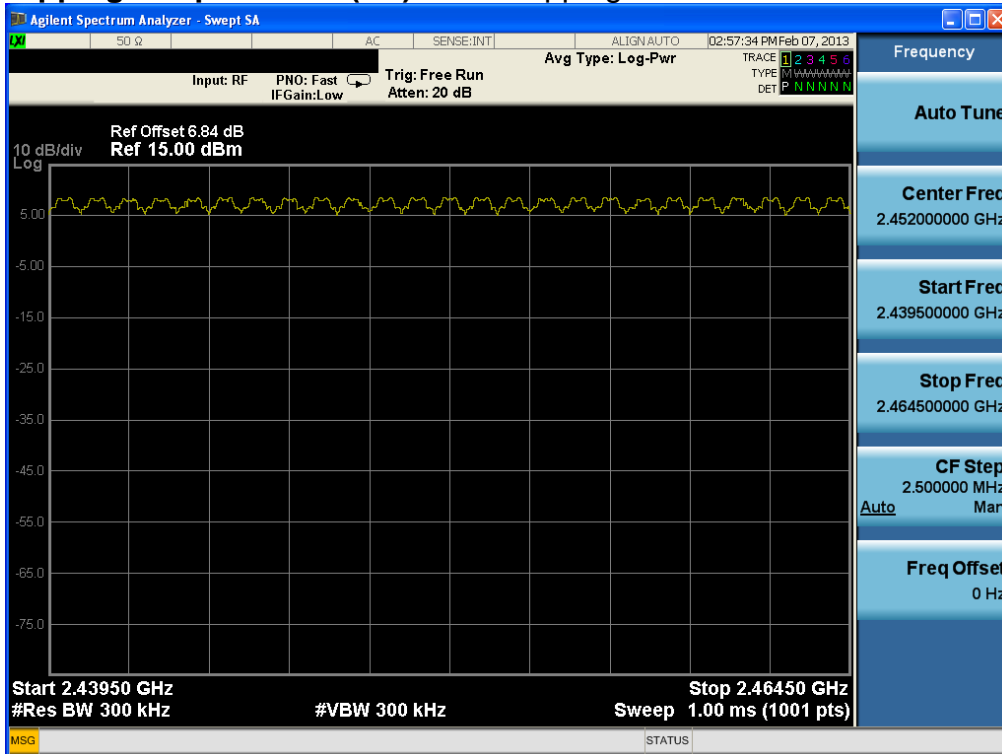 Agilent Spectrum Analyzer - Swept SA
LXI 50 Ω AC SENSE:INT ALIGN AUTO 02:57:34 PM Feb 07, 2013
Frequency
Avg Type: Log-Pwr
TRACE 1 2 3 4 5 6
Input: RF PNO: Fast Trig: Free Run
TYPE M WWWWW
IFGain:Low Atten: 20 dB
DET P N N N N N
Auto Tune
Ref Offset 6.84 dB
10 dB/div Ref 15.00 dBm
Log
Center Freq
2.452000000 GHz
5.00
-5.00
Start Freq
2.439500000 GHz
-15.0
-25.0
Stop Freq
2.464500000 GHz
-35.0
-45.0
CF Step
2.500000 MHz
Auto Man
-55.0
-65.0
Freq Offset
0 Hz
-75.0
Start 2.43950 GHz Stop 2.46450 GHz
#Res BW 300 kHz #VBW 300 kHz Sweep 1.00 ms (1001 pts)
MSG STATUS